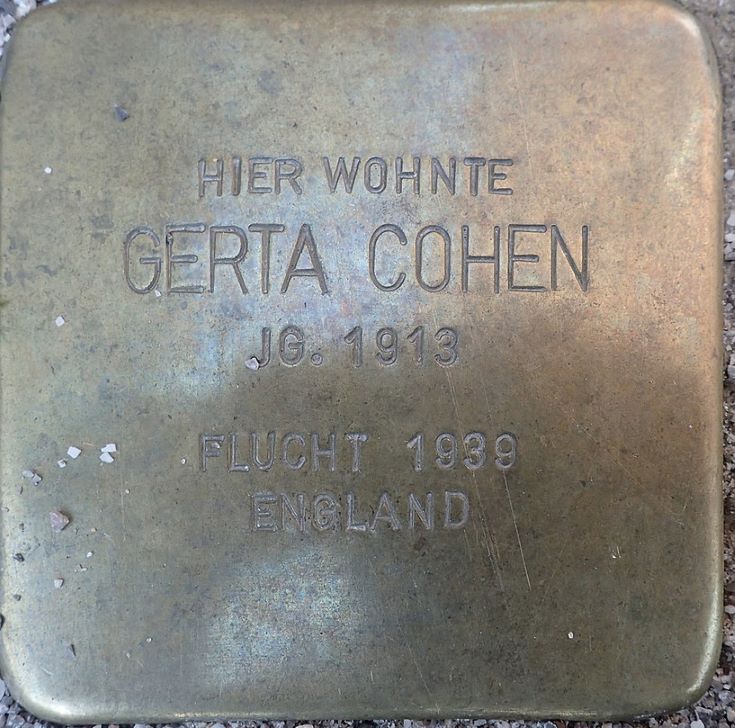 HIER WOHNTE
GERTA COHEN
JG. 1913
FLUCHT 1939
ENGLAND